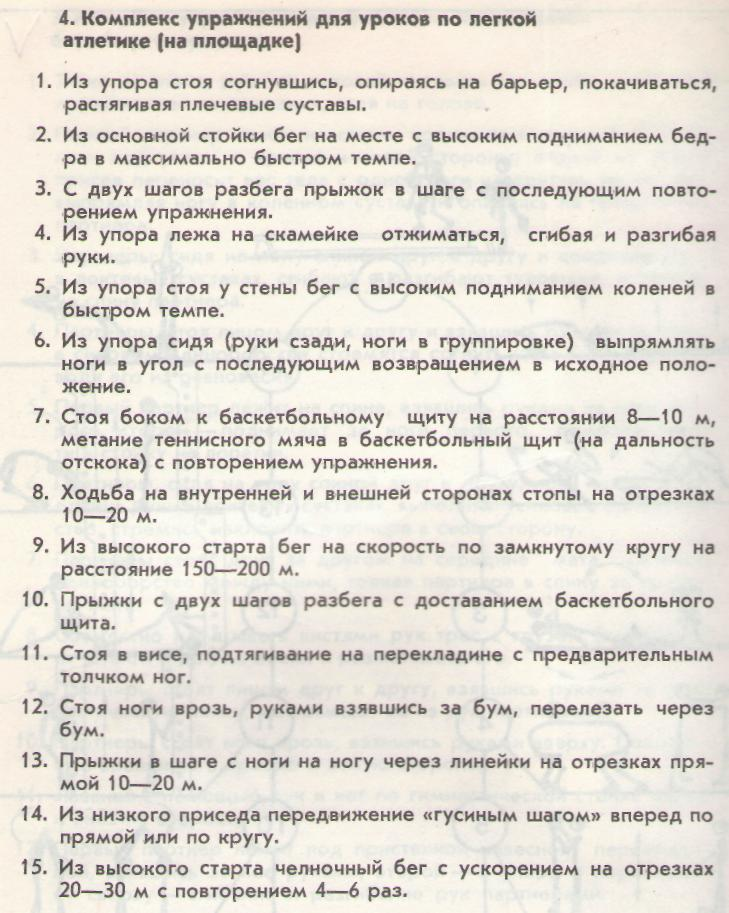 4. Комплекс упражнений для уроков по легкой
атлетике (на площадке)
1. Из упора стоя согнувшись, опираясь на барьер, покачиваться,
растягивая плечевые суставы.
2. Из основной стойки бег на месте с высоким подниманием бед-
ра в максимально быстром темпе.
3. С двух шагов разбега прыжок в шаге с последующим повто-
рением упражнения.
4. Из упора лежа на скамейке отжиматься, сгибая и разгибая
руки.
5. Из упора стоя у стены бег с высоким подниманием коленей в
быстром темпе.
6. Из упора сидя (руки сзади, ноги в группировке) выпрямлять
ноги в угол с последующим возвращением в исходное поло-
жение.
7. Стоя боком к баскетбольному щиту на расстоянии 8—10 м,
метание теннисного мяча в баскетбольный щит (на дальность
отскока) с повторением упражнения.
8. Ходьба на внутренней и внешней сторонах стопы на отрезках
10—20 м.
9. Из высокого старта бег на скорость по замкнутому кругу на
расстояние 150—200 м.
10. Прыжки с двух шагов разбега с доставанием баскетбольного
щита.
11. Стоя в висе, подтягивание на перекладине с предварительным
толчком ног.
12. Стоя ноги врозь, руками взявшись за бум, перелезать через
бум.
13. Прыжки в шаге с ноги на ногу через линейки на отрезках пря-
мой 10—20 м.
14. Из низкого приседа передвижение «гусиным шагом» вперед по
прямой или по кругу.
15. Из высокого старта челночный бег с ускорением на отрезках
20—30 м с повторением 4—6 раз.